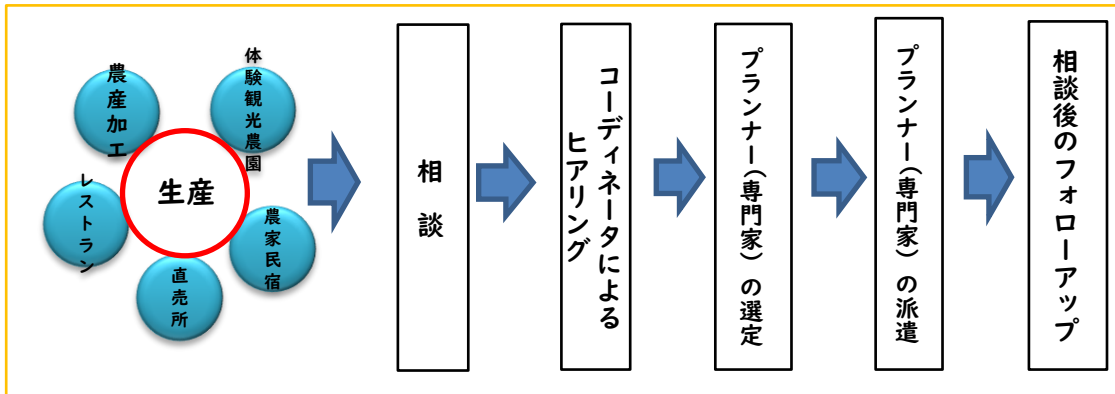 農産加工
体験観光農園
レストラン
生産
農家民宿
直売所
相談
コーディネータによる
ヒアリング
プランナー(専門家)の選定
プランナー(専門家)の派遣
相談後のフォローアップ